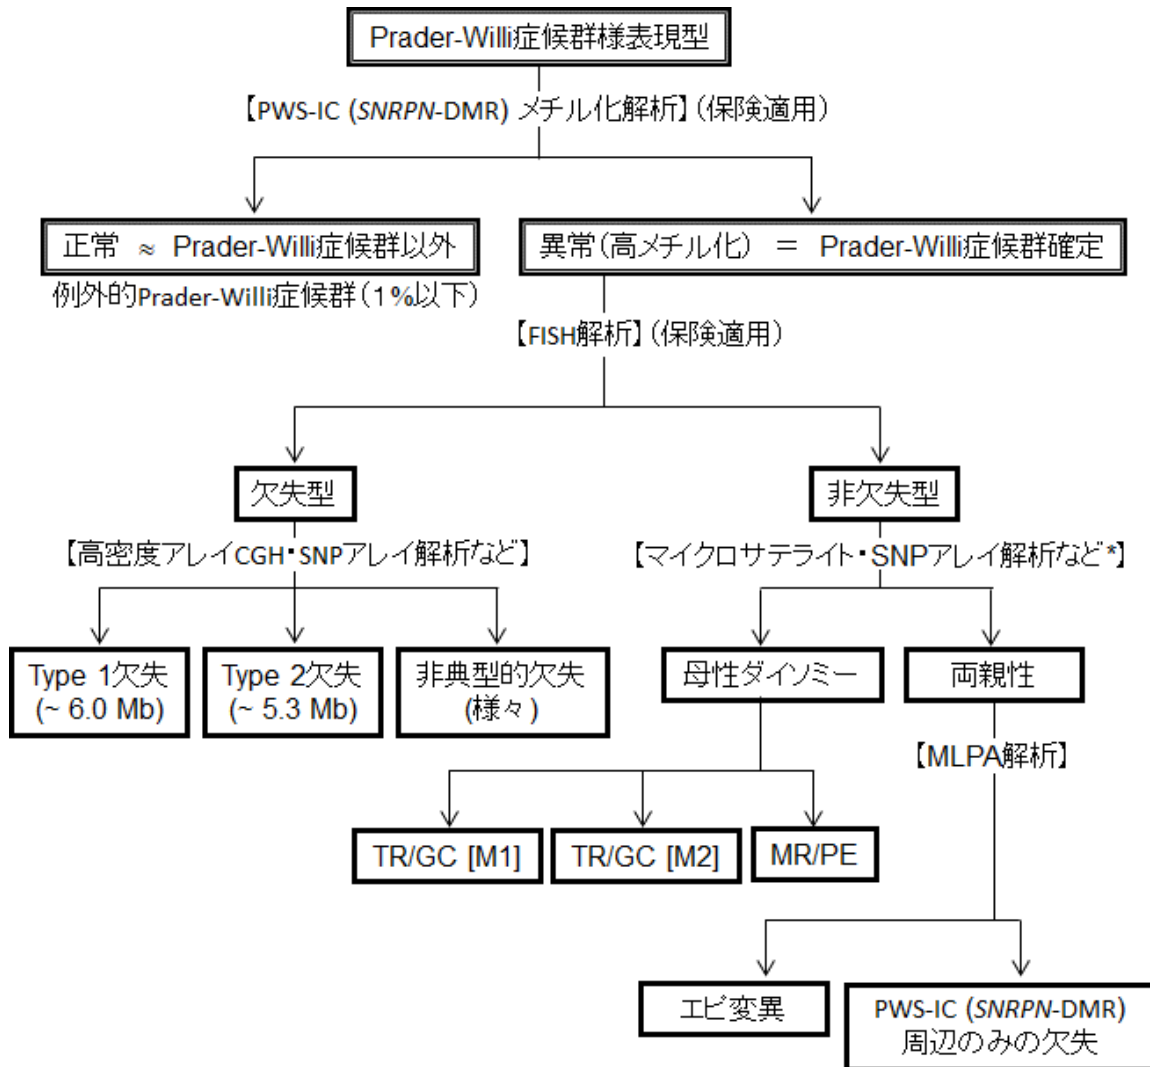 Prader-Willi症候群様表現型
【PWS-IC (SNRPN-DMR) メチル化解析】(保険適用)
正常 ≈ Prader-Willi症候群以外
異常(高メチル化) = Prader-Willi症候群確定
例外的Prader-Willi症候群(1%以下)
【FISH解析】(保険適用)
欠失型
非欠失型
【高密度アレイCGH・SNPアレイ解析など】
【マイクロサテライト・SNPアレイ解析など*】
Type 1欠失
(~ 6.0 Mb)
Type 2欠失
(~ 5.3 Mb)
非典型的欠失
(様々)
母性ダイソミー
両親性
【MLPA解析】
TR/GC [M1]
TR/GC [M2]
MR/PE
エピ変異
PWS-IC (SNRPN-DMR)
周辺のみの欠失